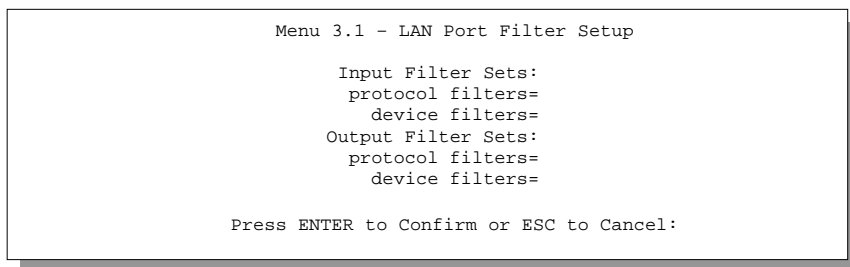 Menu 3.1 – LAN Port Filter Setup
Input Filter Sets:
protocol filters=
device filters=
Output Filter Sets:
protocol filters=
device filters=
Press ENTER to Confirm or ESC to Cancel: